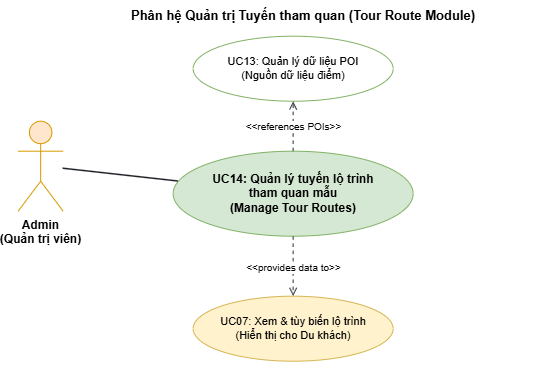 Phân hệ Quản trị Tuyến tham quan (Tour Route Module)
UC13: Quản lý dữ liệu POI
(Nguồn dữ liệu điểm)
<<references POIs>>
UC14: Quản lý tuyến lộ trình
tham quan mẫu
(Manage Tour Routes)
Admin
(Quản trị viên)
<<provides data to>>
UC07: Xem & tùy biến lộ trình
(Hiển thị cho Du khách)